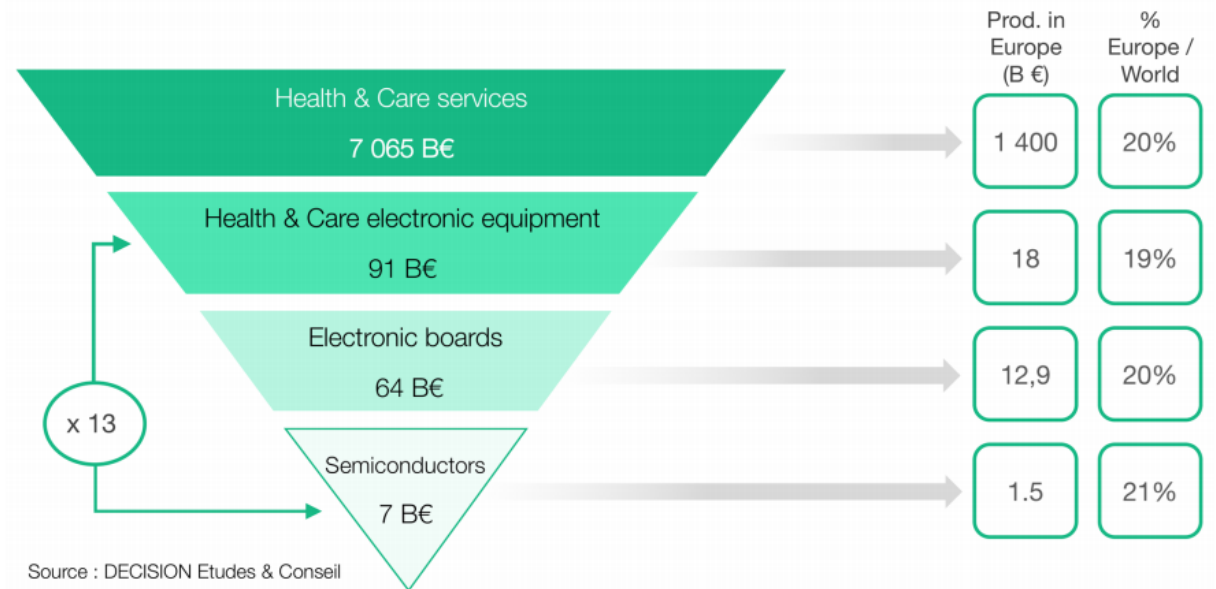 Prod. in
Europe
(B €)
%
Europe /
World
Health & Care services
7 065 B€
1 400
20%
Health & Care electronic equipment
91 B€
18
19%
Electronic boards
64 B€
12,9
20%
x 13
Semiconductors
7 B€
1.5
21%
Source : DECISION Etudes & Conseil